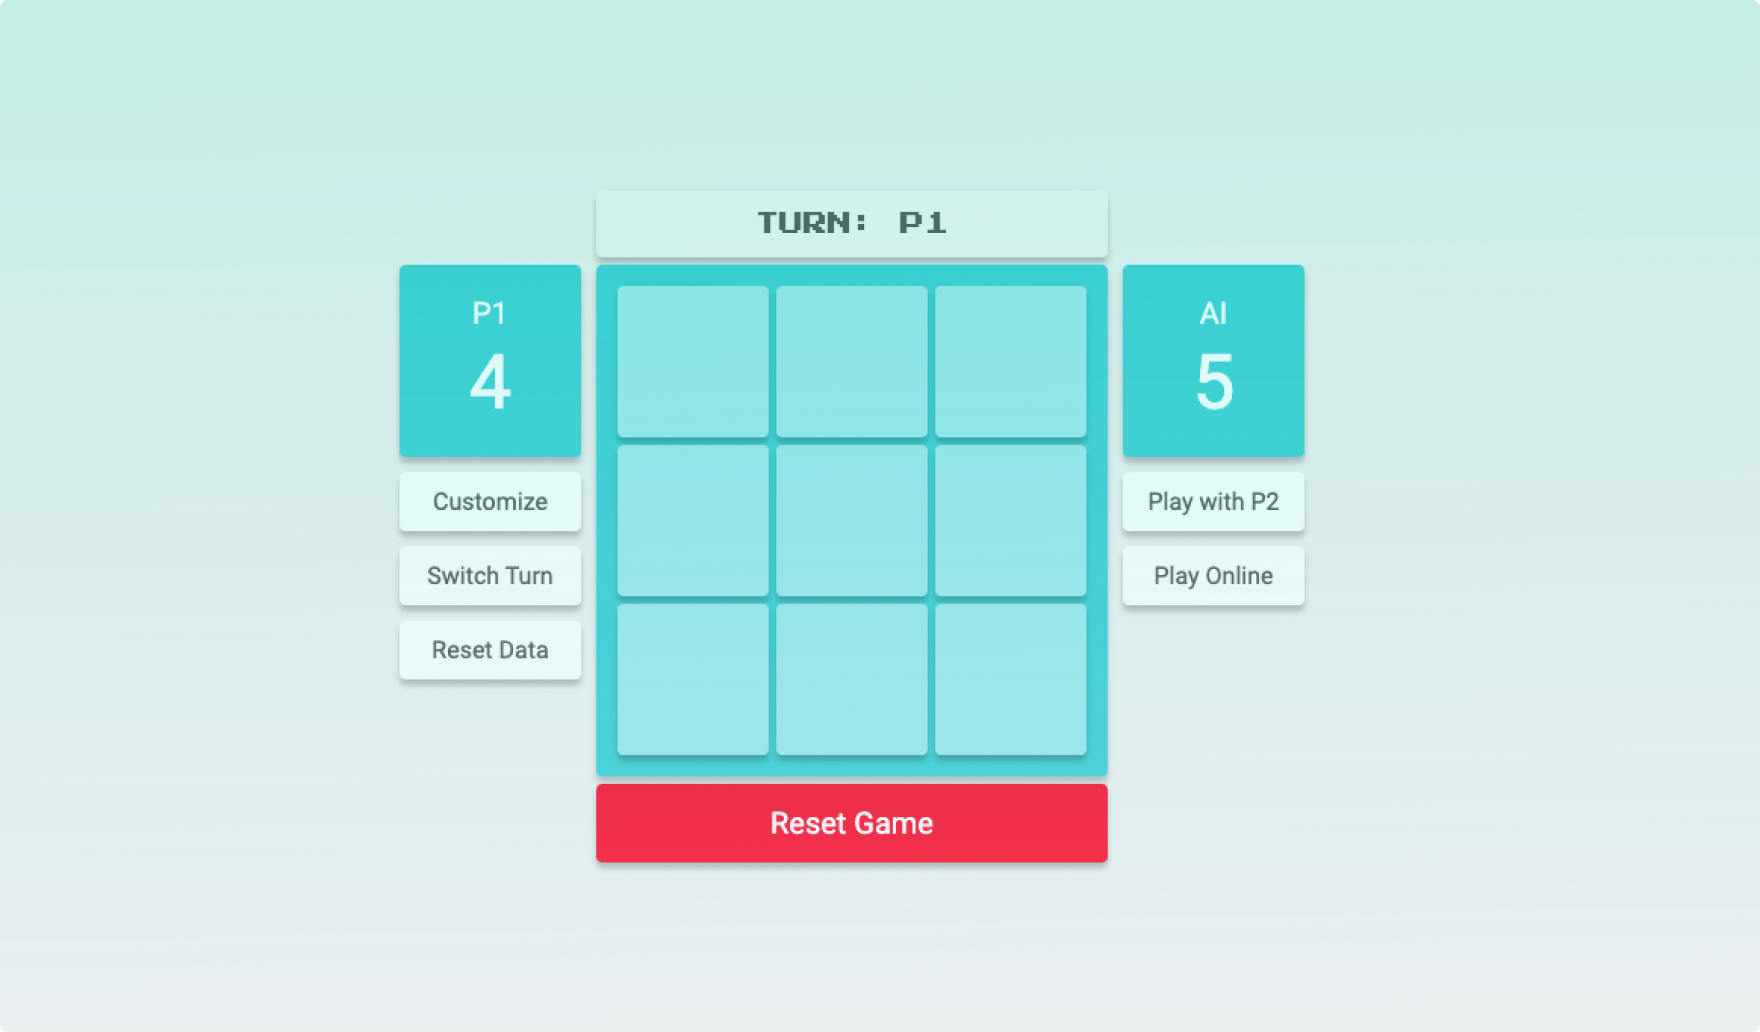 TURN: P1
P1
4
Customize
Switch Turn
Reset Data
AI
5
Play with P2
Play Online
Reset Game